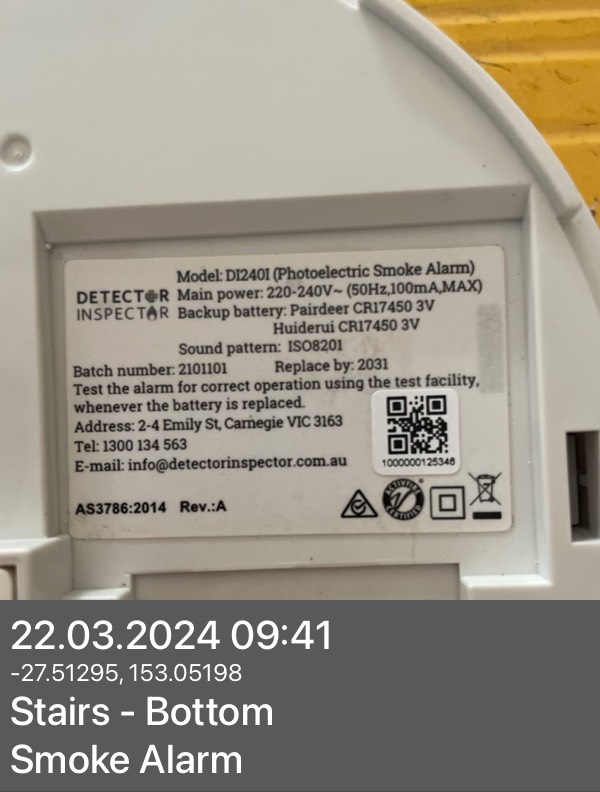 Model: DI240I (Photoelectric Smoke Alarm)
DETECTOR
INSPECTOR
Main power: 220-240V~ (50Hz,100mA,MAX)
Backup battery: Pairdeer CR17450 3V
Huiderui CR17450 3V
Sound pattern: ISO8201
Batch number: 2101101 Replace by: 2031
Test the alarm for correct operation using the test facility,
whenever the battery is replaced.
Address: 2-4 Emily St, Carnegie VIC 3163
Tel: 1300 134 563
E-mail: info@detectorinspector.com.au
1000000125346
AS3786:2014 Rev.:A
22.03.2024 09:41
-27.51295, 153.05198
Stairs - Bottom
Smoke Alarm